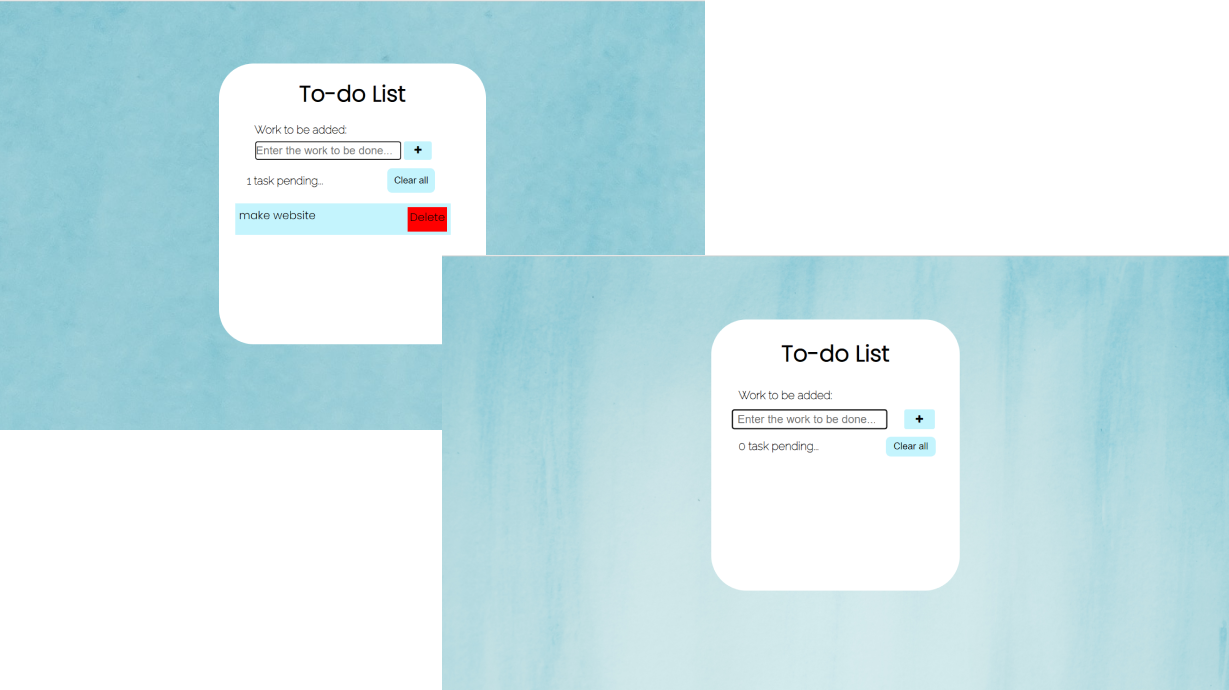 To-do List
Work to be added:
Enter the work to be done...
+
1 task pending...
Clear all
make website
Delete
To-do List
Work to be added:
Enter the work to be done...
+
0 task pending...
Clear all